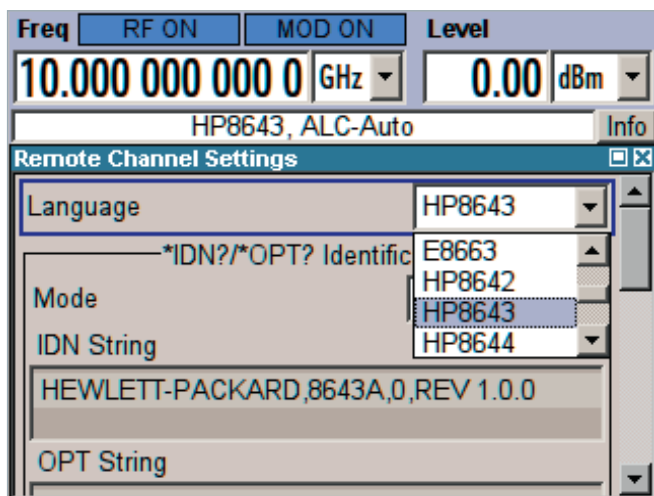 Freq RF ON MOD ON Level
10.000 000 000 0 GHz 0.00 dBm
HP8643, ALC-Auto Info
Remote Channel Settings
Language HP8643
*IDN?/*OPT? Identific E8663
HP8642
Mode HP8643
IDN String HP8644
HEWLETT-PACKARD,8643A,0,REV 1.0.0
OPT String